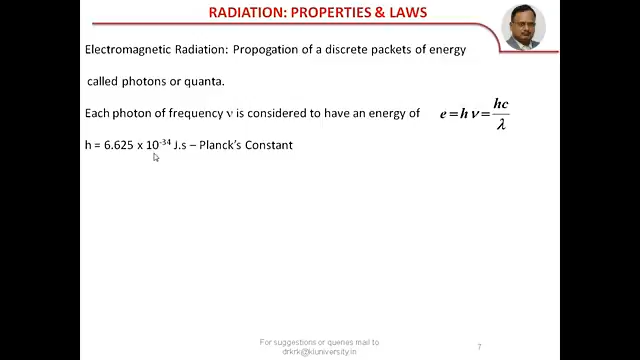 RADIATION: PROPERTIES & LAWS
Electromagnetic Radiation: Propogation of a discrete packets of energy
called photons or quanta.
Each photon of frequency ν is considered to have an energy of e = h ν = hc/λ
h = 6.625 x 10⁻³⁴ J.s – Planck's Constant
For suggestions or queries mail to
drkrk@kluniversity.in
7